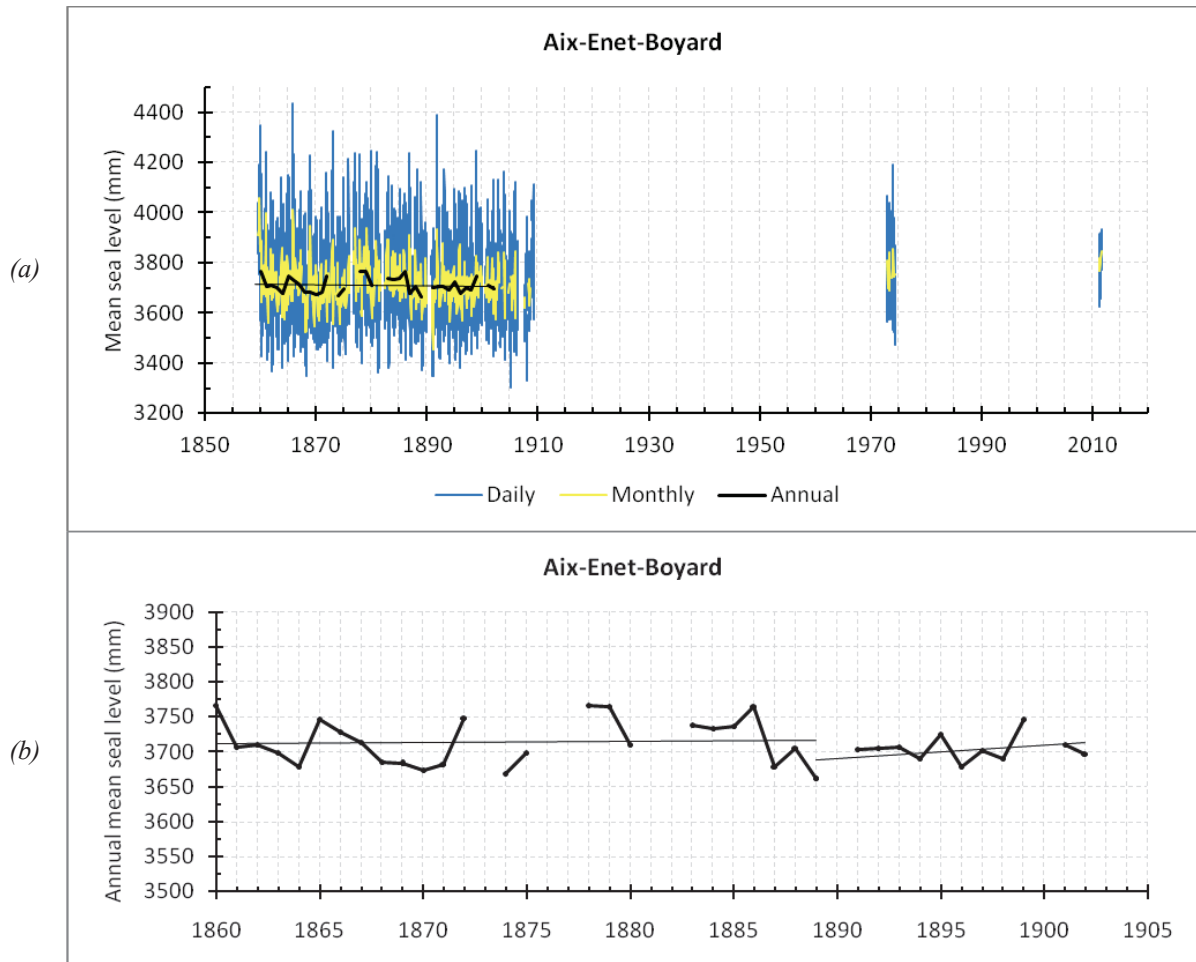 (a)
Aix-Enet-Boyard
Mean sea level (mm)
4400
4200
4000
3800
3600
3400
3200
1850 1870 1890 1910 1930 1950 1970 1990 2010
Daily Monthly Annual
(b)
Aix-Enet-Boyard
Annual mean seal level (mm)
3900
3850
3800
3750
3700
3650
3600
3550
3500
1860 1865 1870 1875 1880 1885 1890 1895 1900 1905